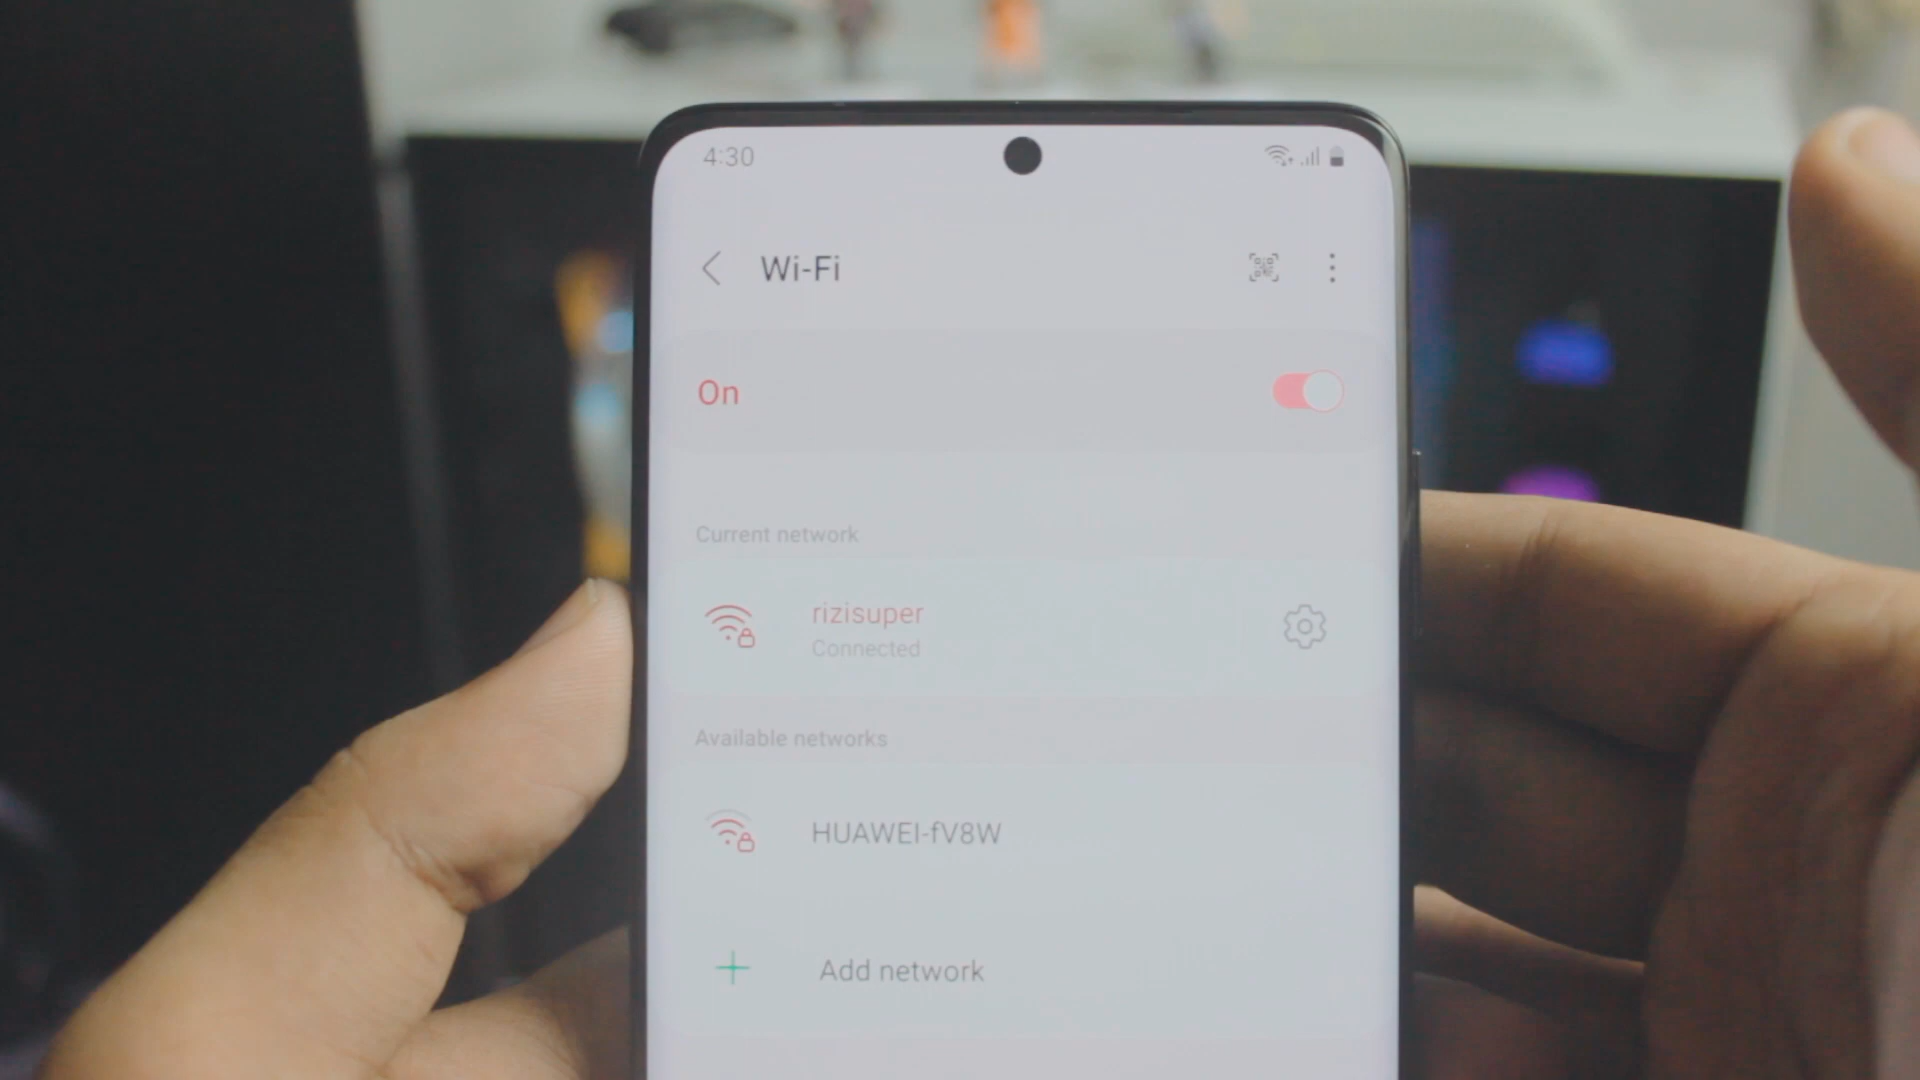 4:30
Wi-Fi
On
Current network
rizisuper
Connected
Available networks
HUAWEI-fV8W
Add network